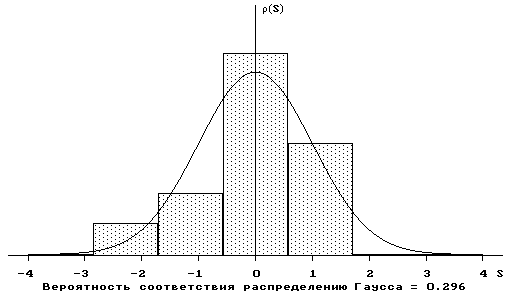 ρ(S)
-4 -3 -2 -1 0 1 2 3 4 S
Вероятность соответствия распределению Гаусса = 0.296